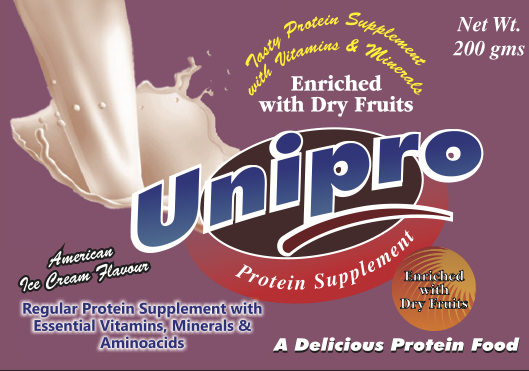 Tasty Protein Supplement
with Vitamins & Minerals
Net Wt.
200 gms
Enriched
with Dry Fruits
Unipro
Protein Supplement
American
Ice Cream Flavour
Enriched
with
Dry Fruits
Regular Protein Supplement with
Essential Vitamins, Minerals &
Aminoacids
A Delicious Protein Food